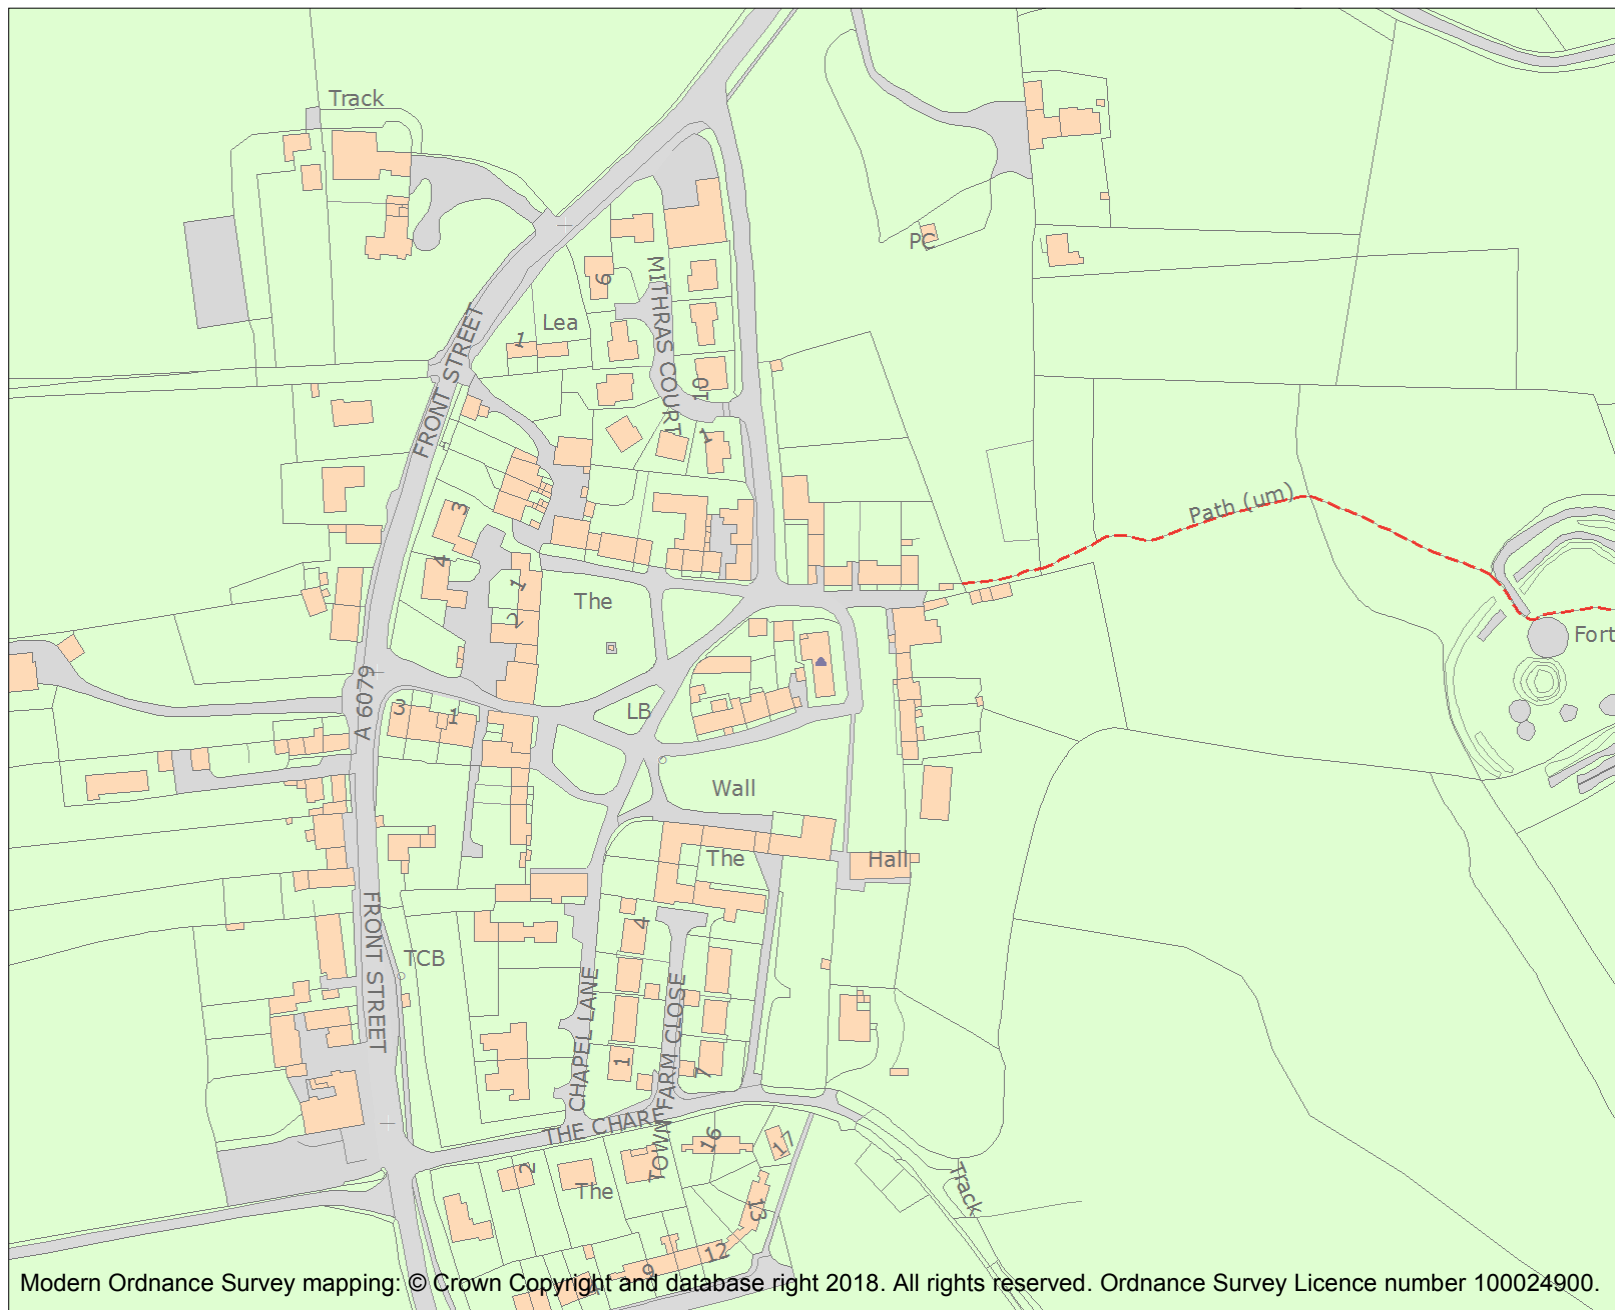 Track
PC
6
MITHRAS COURT
Lea
1
FRONT STREET
10
1
3
Path (um)
4
1
The
2
Fort
A 6079
3
1
LB
Wall
The
Hall
FRONT STREET
4
TCB
CHAPEL LANE
TOWN FARM CLOSE
1
7
THE CHARE
16
17
2
The
Track
13
12
9
Modern Ordnance Survey mapping: © Crown Copyright and database right 2018. All rights reserved. Ordnance Survey Licence number 100024900.